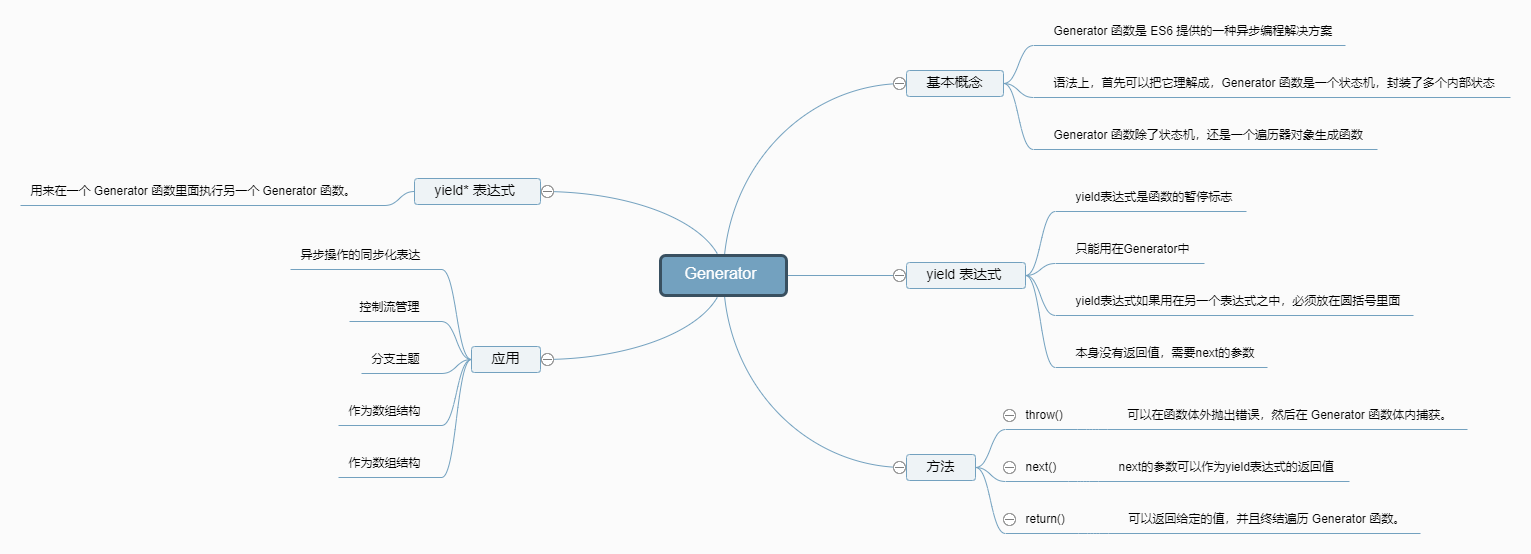 Generator
基本概念
Generator 函数是 ES6 提供的一种异步编程解决方案
语法上，首先可以把它理解成，Generator 函数是一个状态机，封装了多个内部状态
Generator 函数除了状态机，还是一个遍历器对象生成函数
yield 表达式
yield表达式是函数的暂停标志
只能用在Generator中
yield表达式如果用在另一个表达式之中，必须放在圆括号里面
本身没有返回值，需要next的参数
方法
throw() 可以在函数体外抛出错误，然后在 Generator 函数体内捕获。
next() next的参数可以作为yield表达式的返回值
return() 可以返回给定的值，并且终结遍历 Generator 函数。
yield* 表达式
用来在一个 Generator 函数里面执行另一个 Generator 函数。
应用
异步操作的同步化表达
控制流管理
分支主题
作为数组结构
作为数组结构